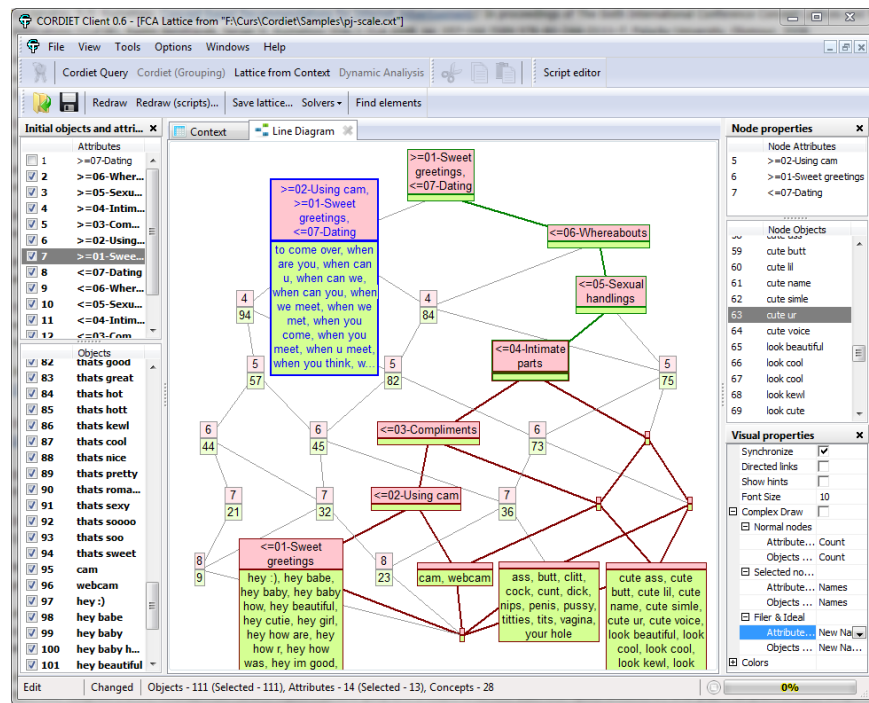 CORDIET Client 0.6 - [FCA Lattice from "F:\Curs\Cordiet\Samples\pj-scale.cxt"]
File View Tools Options Windows Help
Cordiet Query Cordiet (Grouping) Lattice from Context Dynamic Analiysis Script editor
Redraw Redraw (scripts)... Save lattice... Solvers Find elements
Initial objects and attri...
Attributes
1 >=07-Dating
2 >=06-Wher...
3 >=05-Sexu...
4 >=04-Intim...
5 >=03-Com...
6 >=02-Using...
7 >=01-Swee...
8 <=07-Dating
9 <=06-Wher...
10 <=05-Sexu...
11 <=04-Intim...
12 <=03-Com
Objects
82 thats good
83 thats great
84 thats hot
85 thats hott
86 thats kewl
87 thats cool
88 thats nice
89 thats pretty
90 thats roma...
91 thats sexy
92 thats soooo
93 thats soo
94 thats sweet
95 cam
96 webcam
97 hey :)
98 hey babe
99 hey baby
100 hey baby h...
101 hey beautiful
Context Line Diagram
>=01-Sweet
greetings,
<=07-Dating
>=02-Using cam,
>=01-Sweet
greetings,
<=07-Dating
to come over, when
are you, when can
u, when can we,
when can you, when
we meet, when we
met, when you
come, when you
meet, when u meet,
when you think, w...
<=06-Whereabouts
<=05-Sexual
handlings
4
94
4
84
<=04-Intimate
parts
5
57
5
82
5
75
6
44
6
45
<=03-Compliments
6
73
7
21
7
32
<=02-Using cam
7
36
8
9
<=01-Sweet
greetings
hey :), hey babe,
hey baby, hey baby
how, hey beautiful,
hey cutie, hey girl,
hey how are, hey
how r, hey how
was, hey im good,
8
23
cam, webcam
ass, butt, clitt,
cock, cunt, dick,
nips, penis, pussy,
titties, tits, vagina,
your hole
cute ass, cute
butt, cute lil, cute
name, cute simle,
cute ur, cute voice,
look beautiful, look
cool, look cool,
look kewl, look
Node properties
Node Attributes
5 >=02-Using cam
6 >=01-Sweet greetings
7 <=07-Dating
Node Objects
59 cute butt
60 cute lil
61 cute name
62 cute simle
63 cute ur
64 cute voice
65 look beautiful
66 look cool
67 look cool
68 look kewl
69 look cute
Visual properties
Synchronize
Directed links
Show hints
Font Size 10
Complex Draw
Normal nodes
Attribute... Count
Objects ... Count
Selected no...
Attribute... Names
Objects ... Names
Filer & Ideal
Attribute... New Na
Objects ... New Na...
Colors
Edit Changed Objects - 111 (Selected - 111), Attributes - 14 (Selected - 13), Concepts - 28 0%